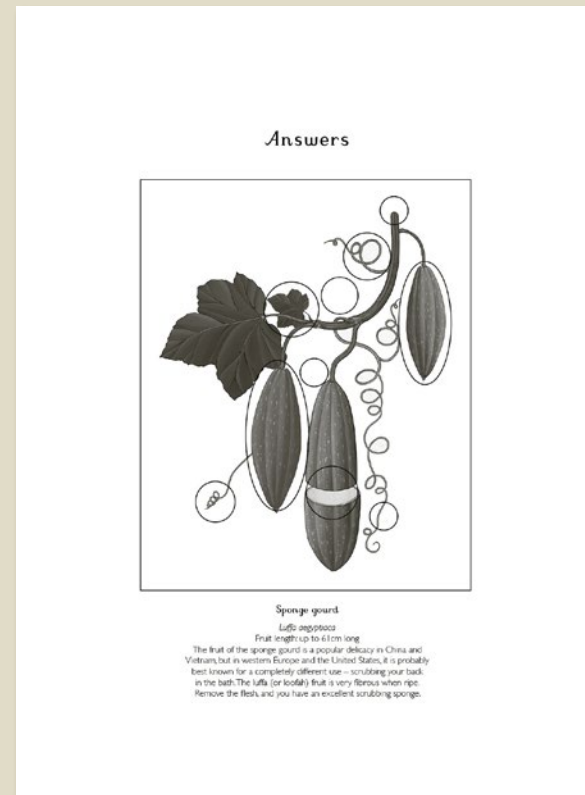 Answers
Sponge gourd
Luffa aegyptiaca
Fruit length: up to 61cm long
The fruit of the sponge gourd is a popular delicacy in China and
Vietnam, but in western Europe and the United States, it is probably
best known for a completely different use – scrubbing your back
in the bath. The luffa (or loofah) fruit is very fibrous when ripe.
Remove the flesh, and you have an excellent scrubbing sponge.